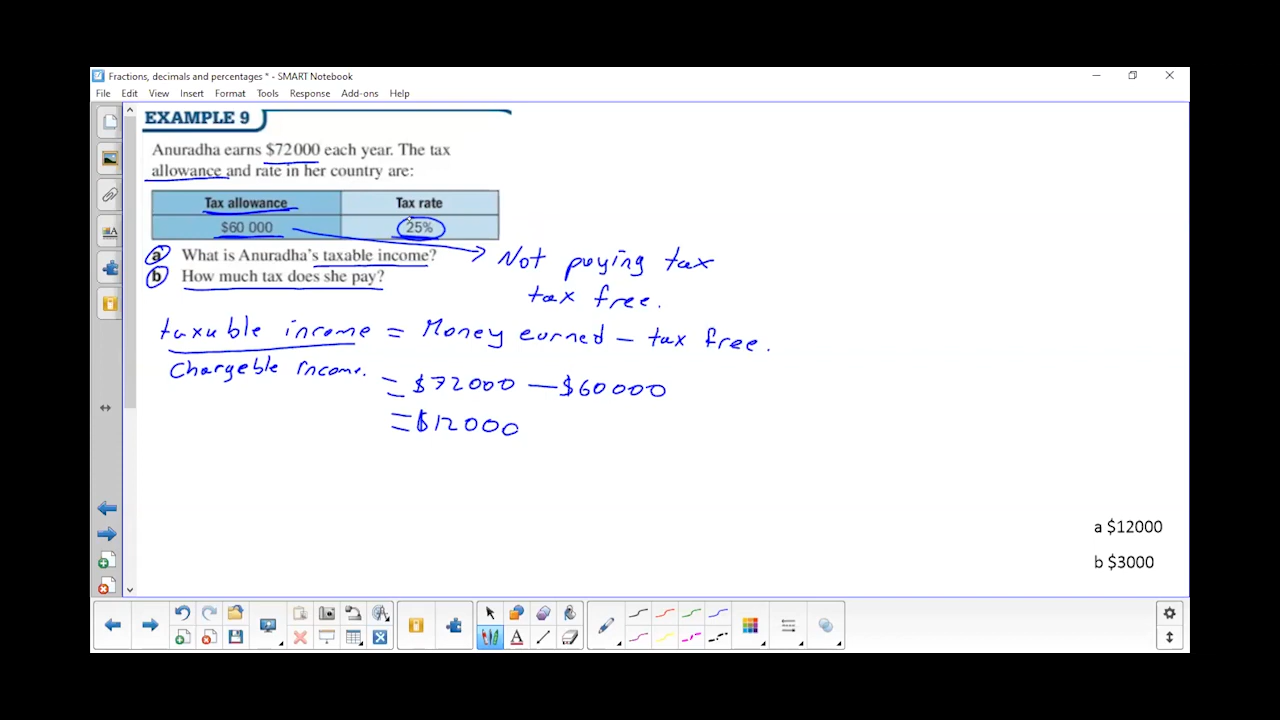 Fractions, decimals and percentages * - SMART Notebook
File Edit View Insert Format Tools Response Add-ons Help
EXAMPLE 9
Anuradha earns $72 000 each year. The tax
allowance and rate in her country are:
Tax allowance Tax rate
$60 000 25%
a What is Anuradha's taxable income?
b How much tax does she pay?
Not paying tax
tax free.
taxable income = Money earned - tax free.
Chargeble income.
= $72000 - $60000
= $12000
a $12000
b $3000